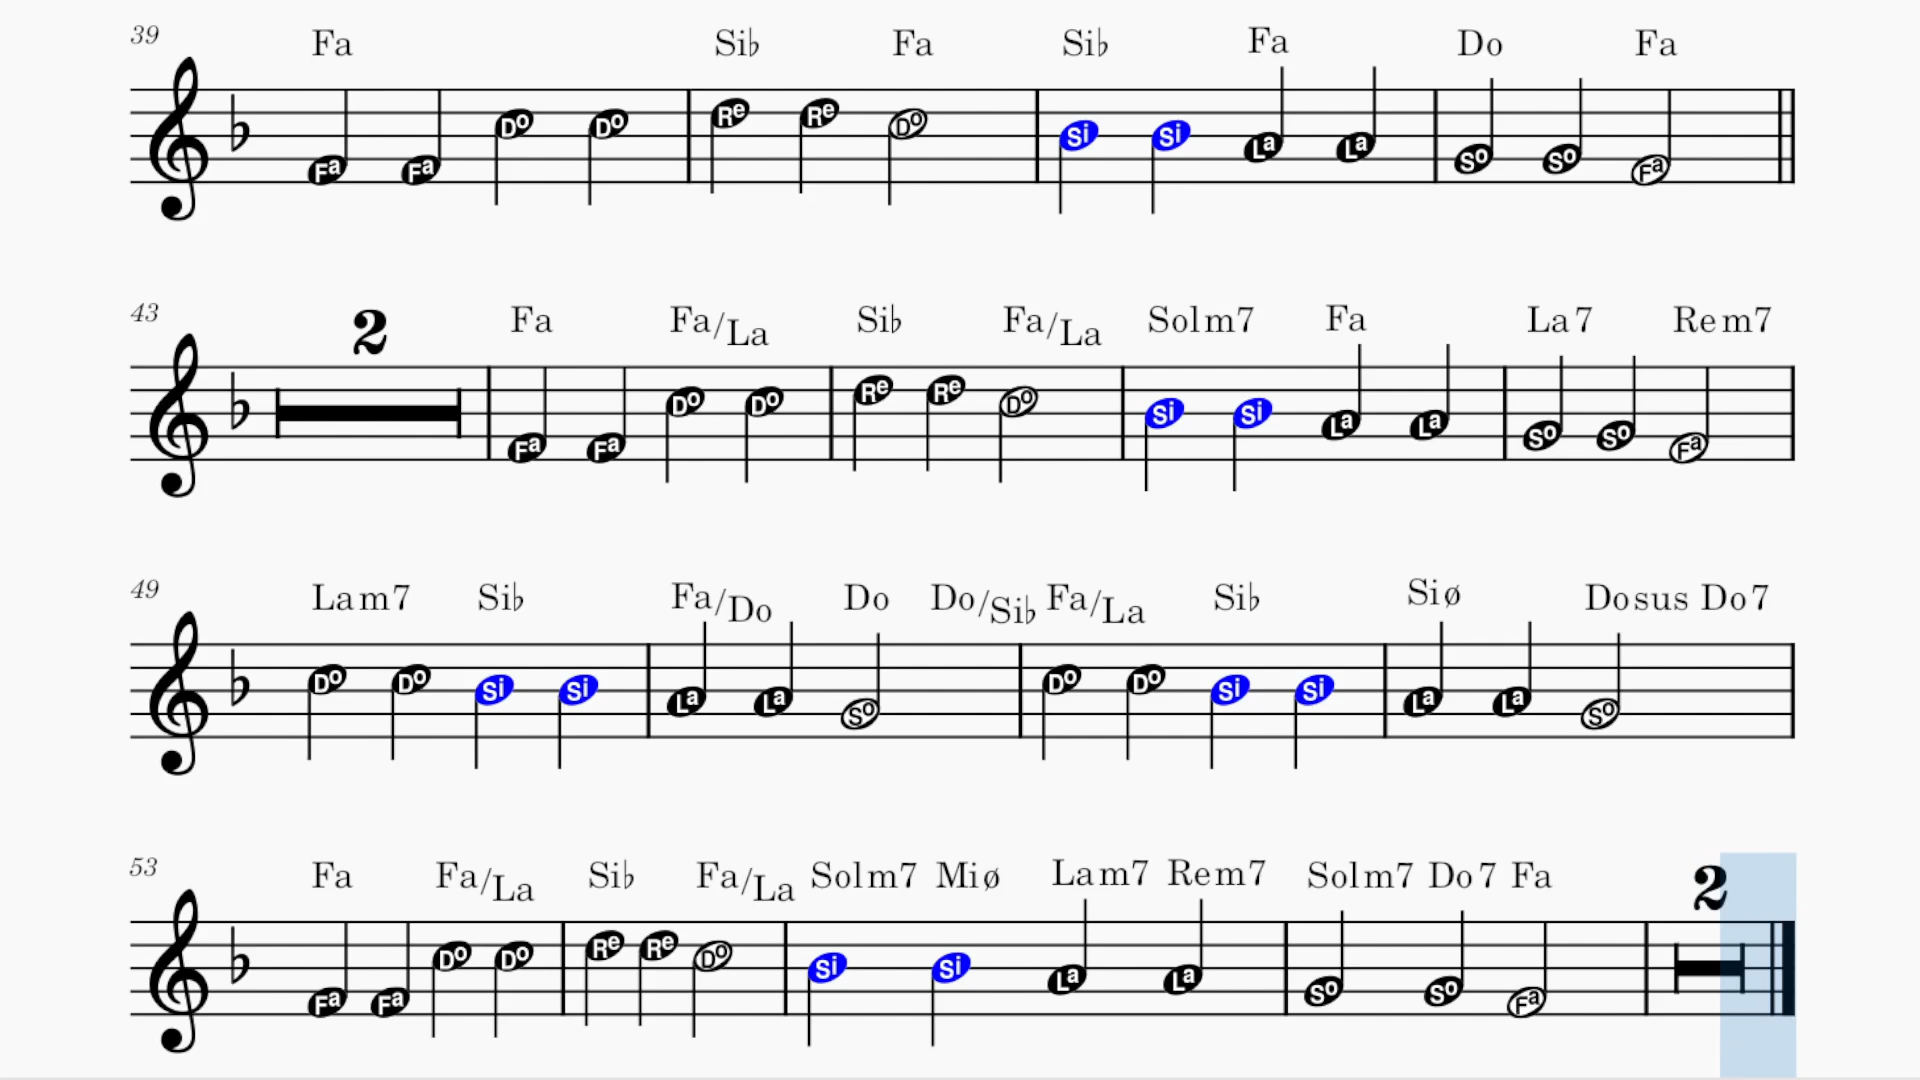 39 Fa Si♭ Fa Si♭ Fa Do Fa
Fa Fa Do Do Re Re Do Si Si La La So So Fa
43 2 Fa Fa/La Si♭ Fa/La Solm7 Fa La7 Rem7
Fa Fa Do Do Re Re Do Si Si La La So So Fa
49 Lam7 Si♭ Fa/Do Do Do/Si♭ Fa/La Si♭ Siø Dosus Do7
Do Do Si Si La La So Do Do Si Si La La So
53 Fa Fa/La Si♭ Fa/La Solm7 Miø Lam7 Rem7 Solm7 Do7 Fa 2
Fa Fa Do Do Re Re Do Si Si La La So So Fa